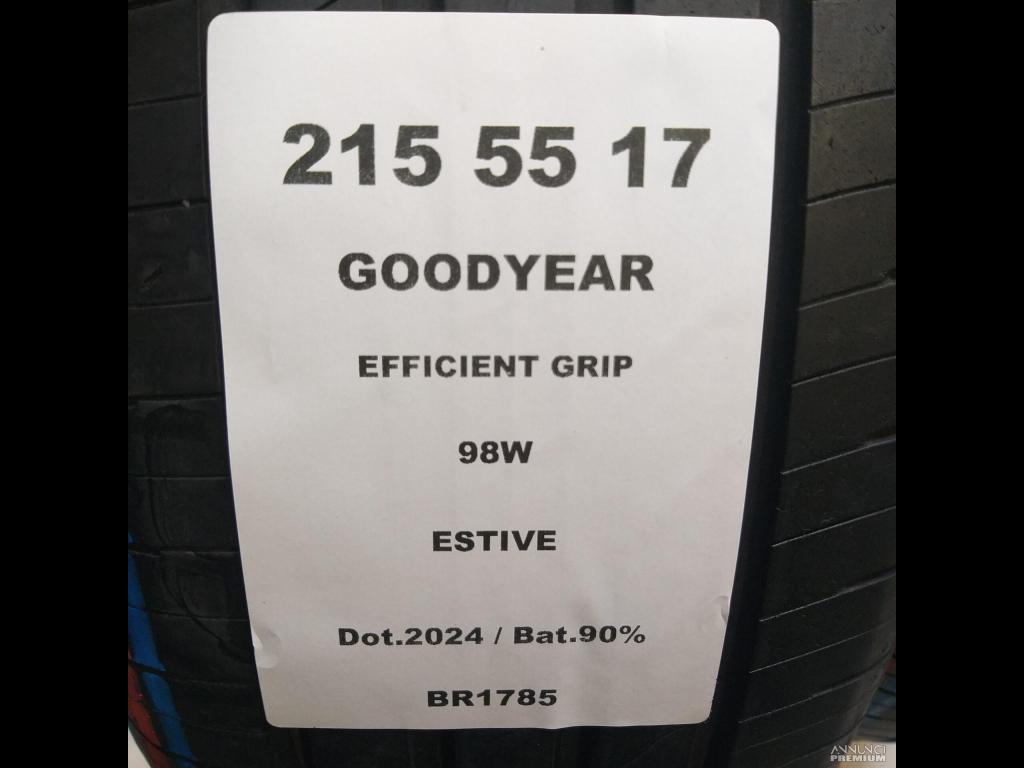 215 55 17
GOODYEAR
EFFICIENT GRIP
98W
ESTIVE
Dot.2024 / Bat.90%
BR1785
ANNUNCI
PREMIUM